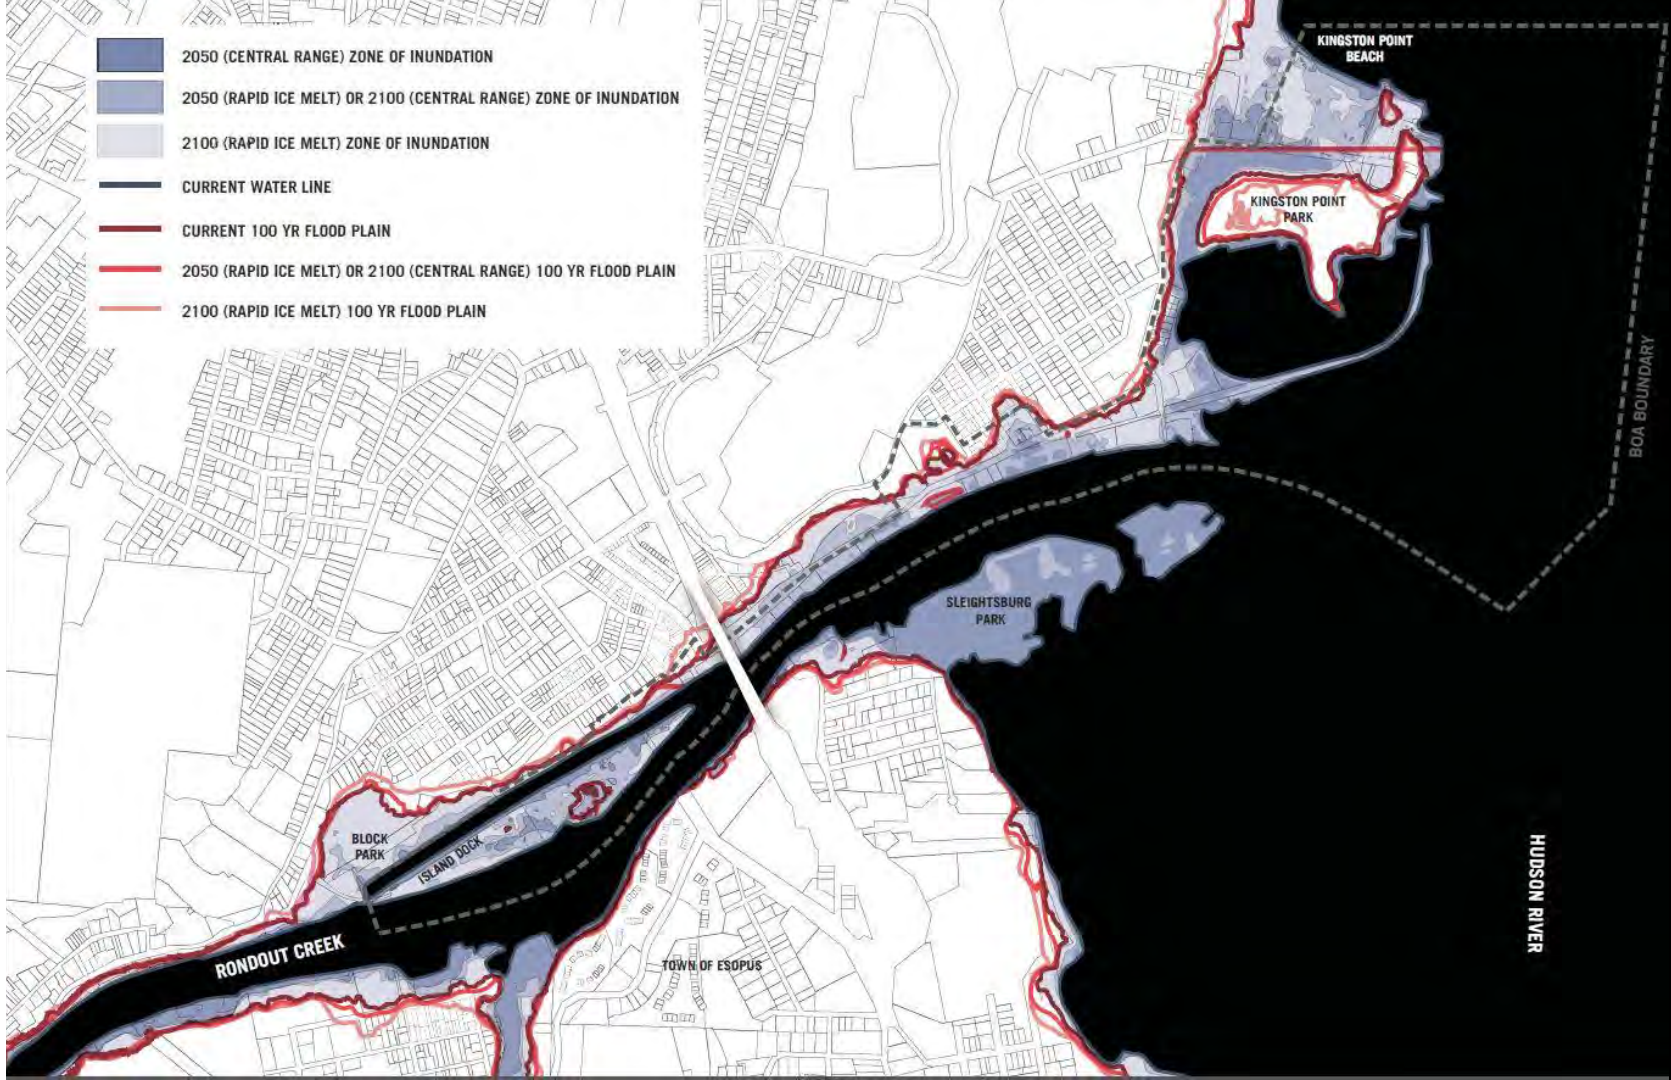 2050 (CENTRAL RANGE) ZONE OF INUNDATION
2050 (RAPID ICE MELT) OR 2100 (CENTRAL RANGE) ZONE OF INUNDATION
2100 (RAPID ICE MELT) ZONE OF INUNDATION
CURRENT WATER LINE
CURRENT 100 YR FLOOD PLAIN
2050 (RAPID ICE MELT) OR 2100 (CENTRAL RANGE) 100 YR FLOOD PLAIN
2100 (RAPID ICE MELT) 100 YR FLOOD PLAIN
KINGSTON POINT
BEACH
KINGSTON POINT
PARK
BOA BOUNDARY
SLEIGHTSBURG
PARK
BLOCK
PARK
ISLAND DOCK
RONDOUT CREEK
TOWN OF ESOPUS
HUDSON RIVER